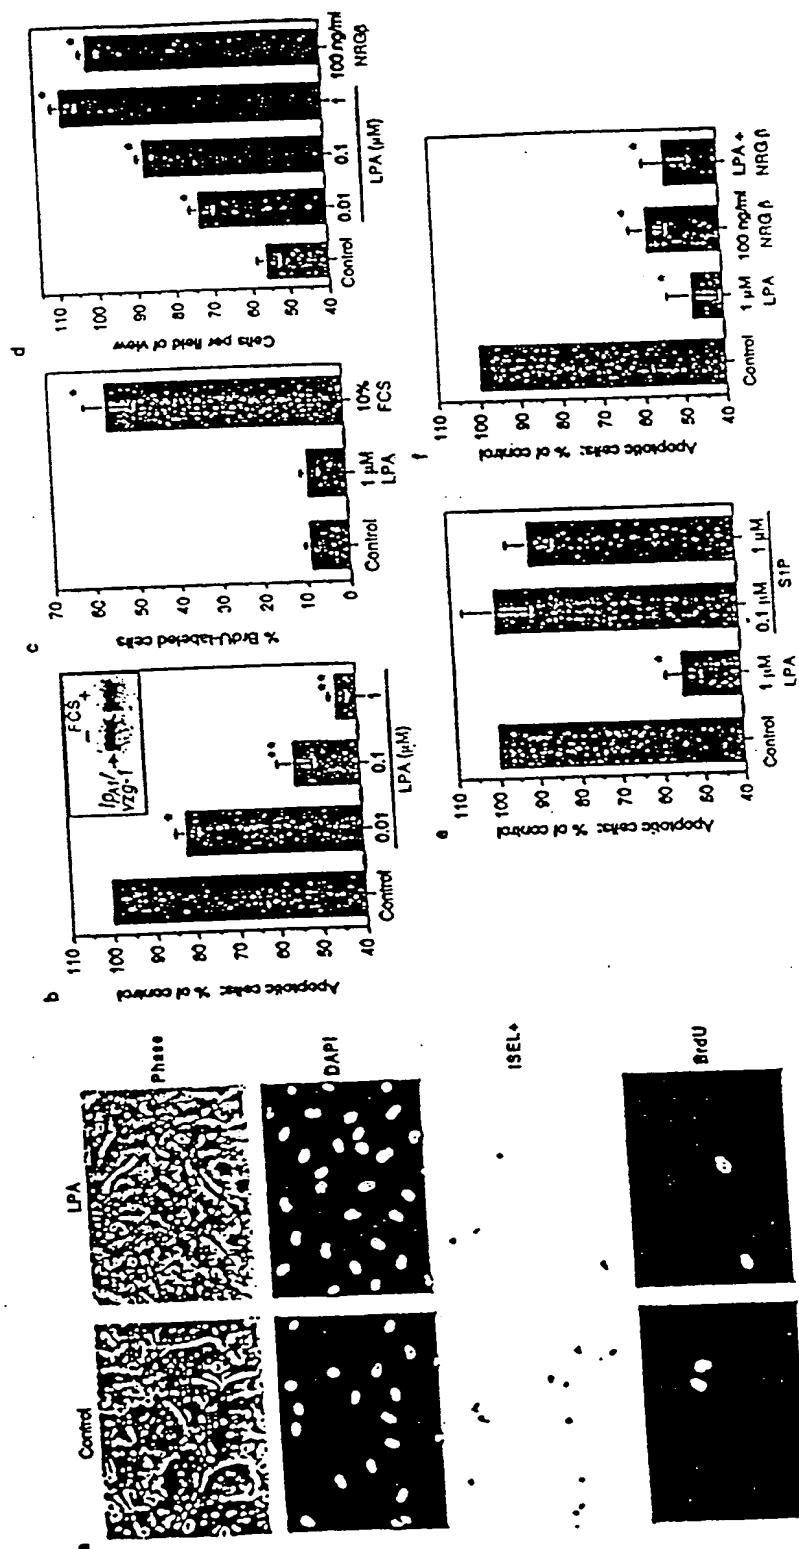 a
Control
LPA
Phase
DAPI
ISEL+
BrdU
b
Apoptotic cells: % of control
110
100
90
80
70
60
50
40
FCS
- +
lpA1/
vzg-1
*
**
**
Control
0.01
0.1
1
LPA (µM)
c
% BrdU-labeled cells
70
60
50
40
30
20
10
0
*
Control
1 µM
LPA
10%
FCS
d
Cells per field of view
110
100
90
80
70
60
50
40
*
*
*
*
Control
0.01
0.1
1
LPA (µM)
100 ng/ml
NRGβ
e
Apoptotic cells: % of control
110
100
90
80
70
60
50
40
*
Control
1 µM
LPA
0.1 µM
1 µM
S1P
f
Apoptotic cells: % of control
110
100
90
80
70
60
50
40
*
*
*
Control
1 µM
LPA
100 ng/ml
NRG β
LPA +
NRG β